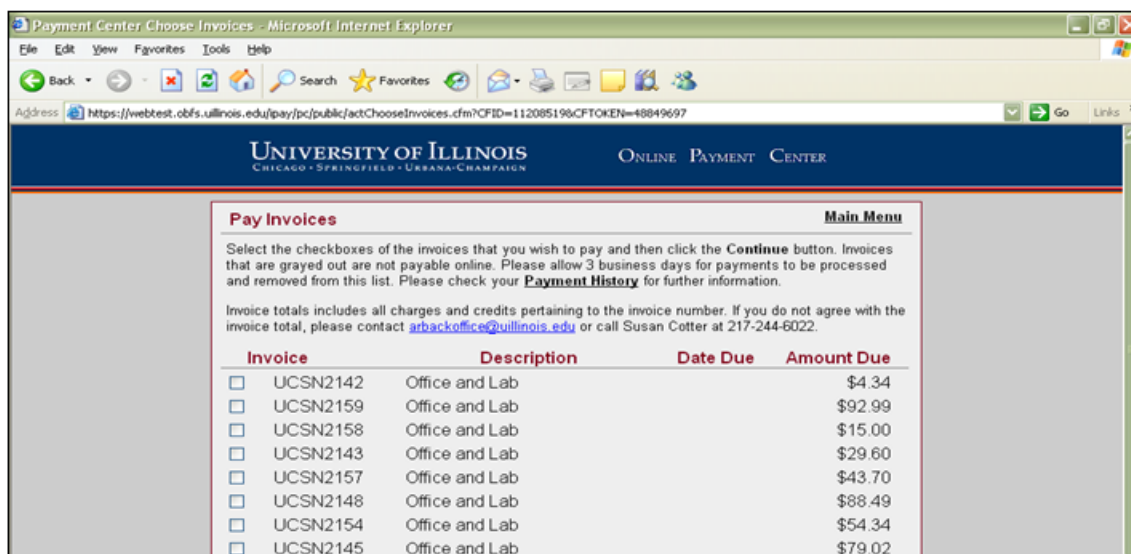 Payment Center Choose Invoices - Microsoft Internet Explorer
File Edit View Favorites Tools Help
Back Search Favorites
Address https://webtest.obfs.uillinois.edu/ipay/pc/public/actChooseInvoices.cfm?CFID=11208519&CFTOKEN=48849697 Go Links
UNIVERSITY OF ILLINOIS ONLINE PAYMENT CENTER
CHICAGO • SPRINGFIELD • URBANA-CHAMPAIGN
Pay Invoices Main Menu
Select the checkboxes of the invoices that you wish to pay and then click the Continue button. Invoices
that are grayed out are not payable online. Please allow 3 business days for payments to be processed
and removed from this list. Please check your Payment History for further information.
Invoice totals includes all charges and credits pertaining to the invoice number. If you do not agree with the
invoice total, please contact arbackoffice@uillinois.edu or call Susan Cotter at 217-244-6022.
Invoice Description Date Due Amount Due
UCSN2142 Office and Lab $4.34
UCSN2159 Office and Lab $92.99
UCSN2158 Office and Lab $15.00
UCSN2143 Office and Lab $29.60
UCSN2157 Office and Lab $43.70
UCSN2148 Office and Lab $88.49
UCSN2154 Office and Lab $54.34
UCSN2145 Office and Lab $79.02